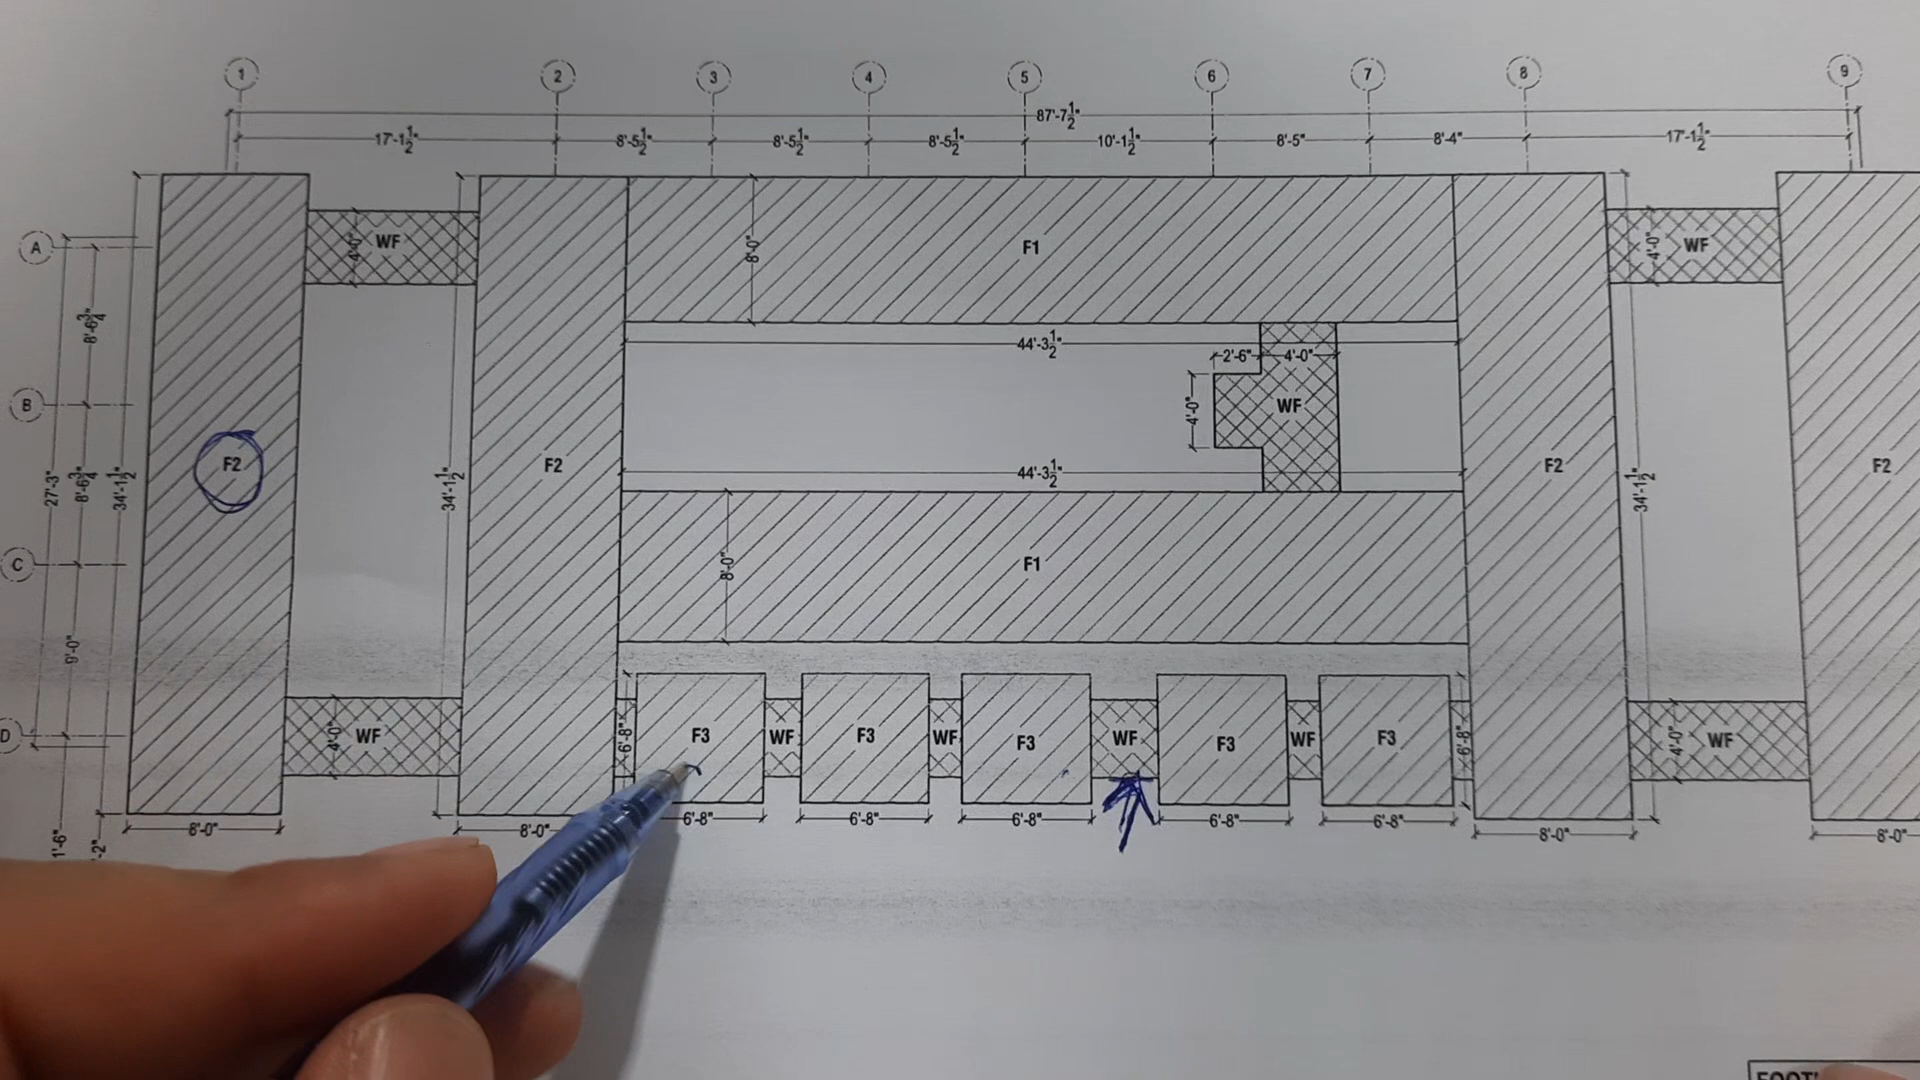 1 2 3 4 5 6 7 8 9
87'-7 1/2"
17'-1 1/2" 8'-5 1/2" 8'-5 1/2" 8'-5 1/2" 10'-1 1/2" 8'-5" 8'-4" 17'-1 1/2"
A 4'-0" WF 8'-0" F1 4'-0" WF
8'-6 3/4"
44'-3 1/2"
2'-6" 4'-0"
B 4'-0" WF
F2 F2 F2 F2
27'-3" 8'-6 3/4" 34'-1 1/2" 34'-1 1/2" 44'-3 1/2" 34'-1 1/2"
C 8'-0" F1
9'-0"
D 4'-0" WF 6'-8" F3 WF F3 WF F3 WF F3 WF F3 6'-8" 4'-0" WF
8'-0" 8'-0" 6'-8" 6'-8" 6'-8" 6'-8" 6'-8" 8'-0" 8'-0"
1'-6"